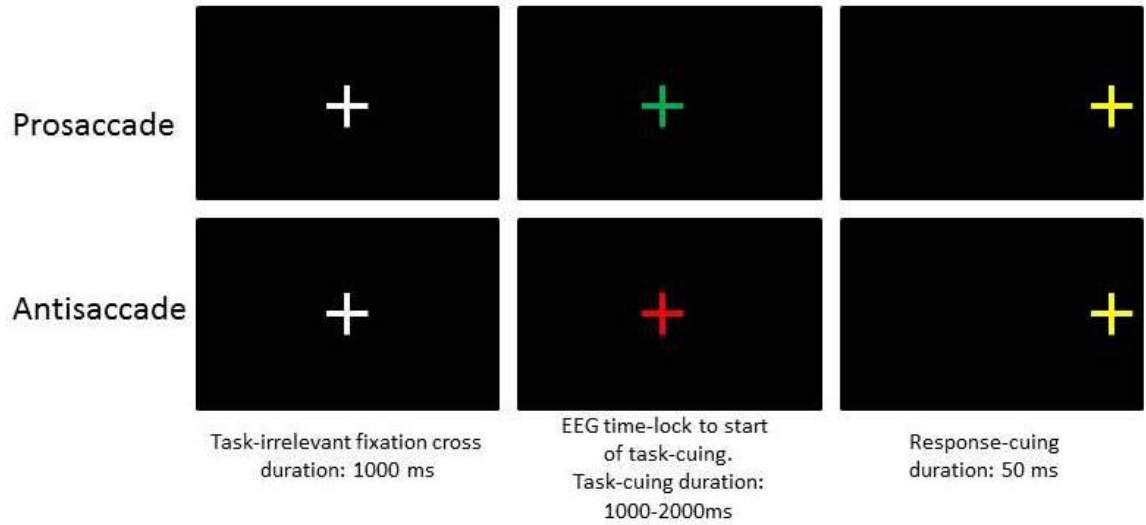 Prosaccade
Antisaccade
Task-irrelevant fixation cross
duration: 1000 ms
EEG time-lock to start
of task-cuing.
Task-cuing duration:
1000-2000ms
Response-cuing
duration: 50 ms